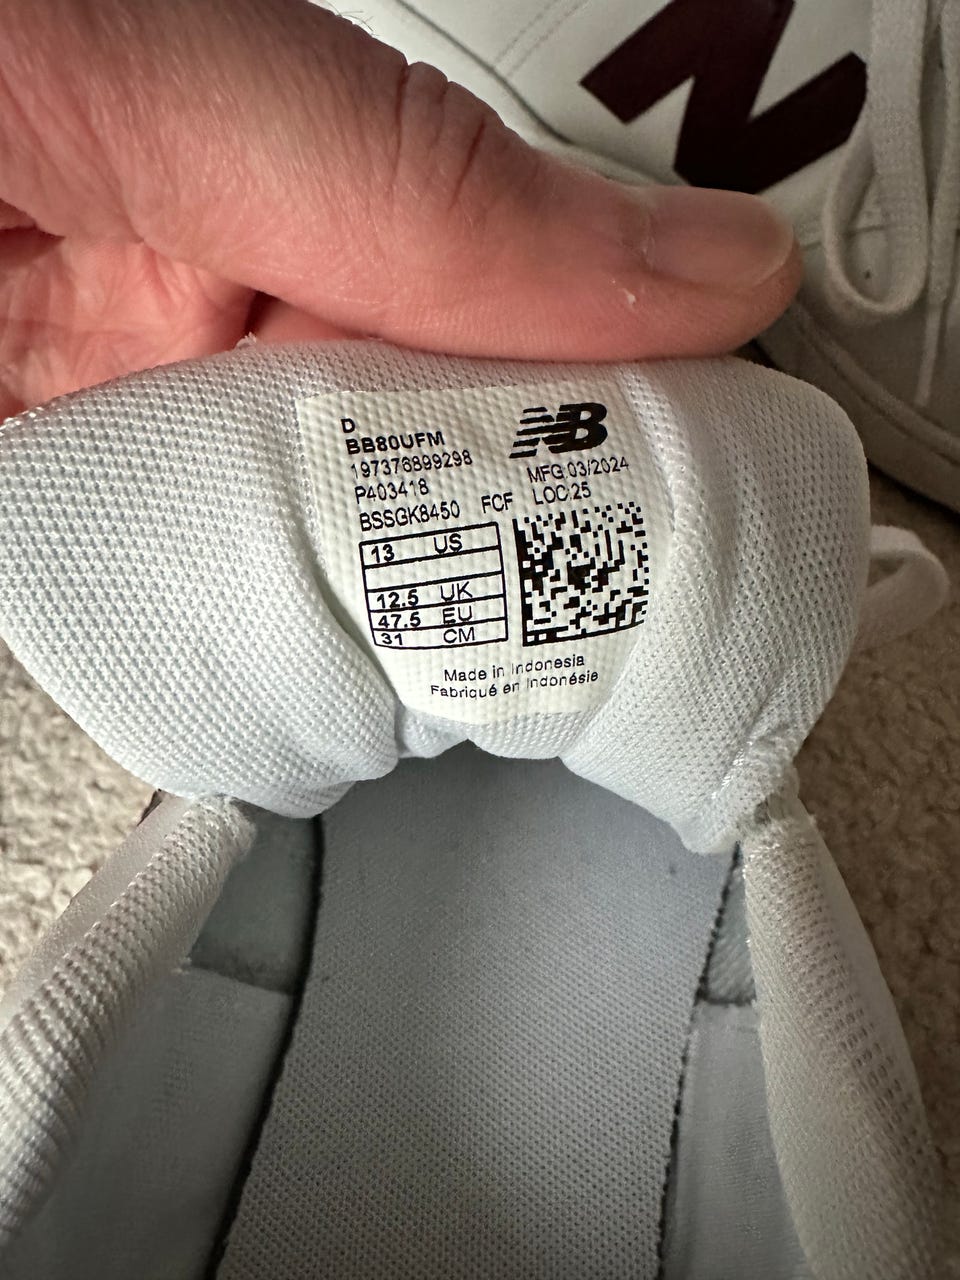 N
D
BB80UFM
197376899298
P403418
BSSGK8450 FCF
NB
MFG:03/2024
LOC:25
13 US
12.5 UK
47.5 EU
31 CM
Made in Indonesia
Fabriqué en Indonésie